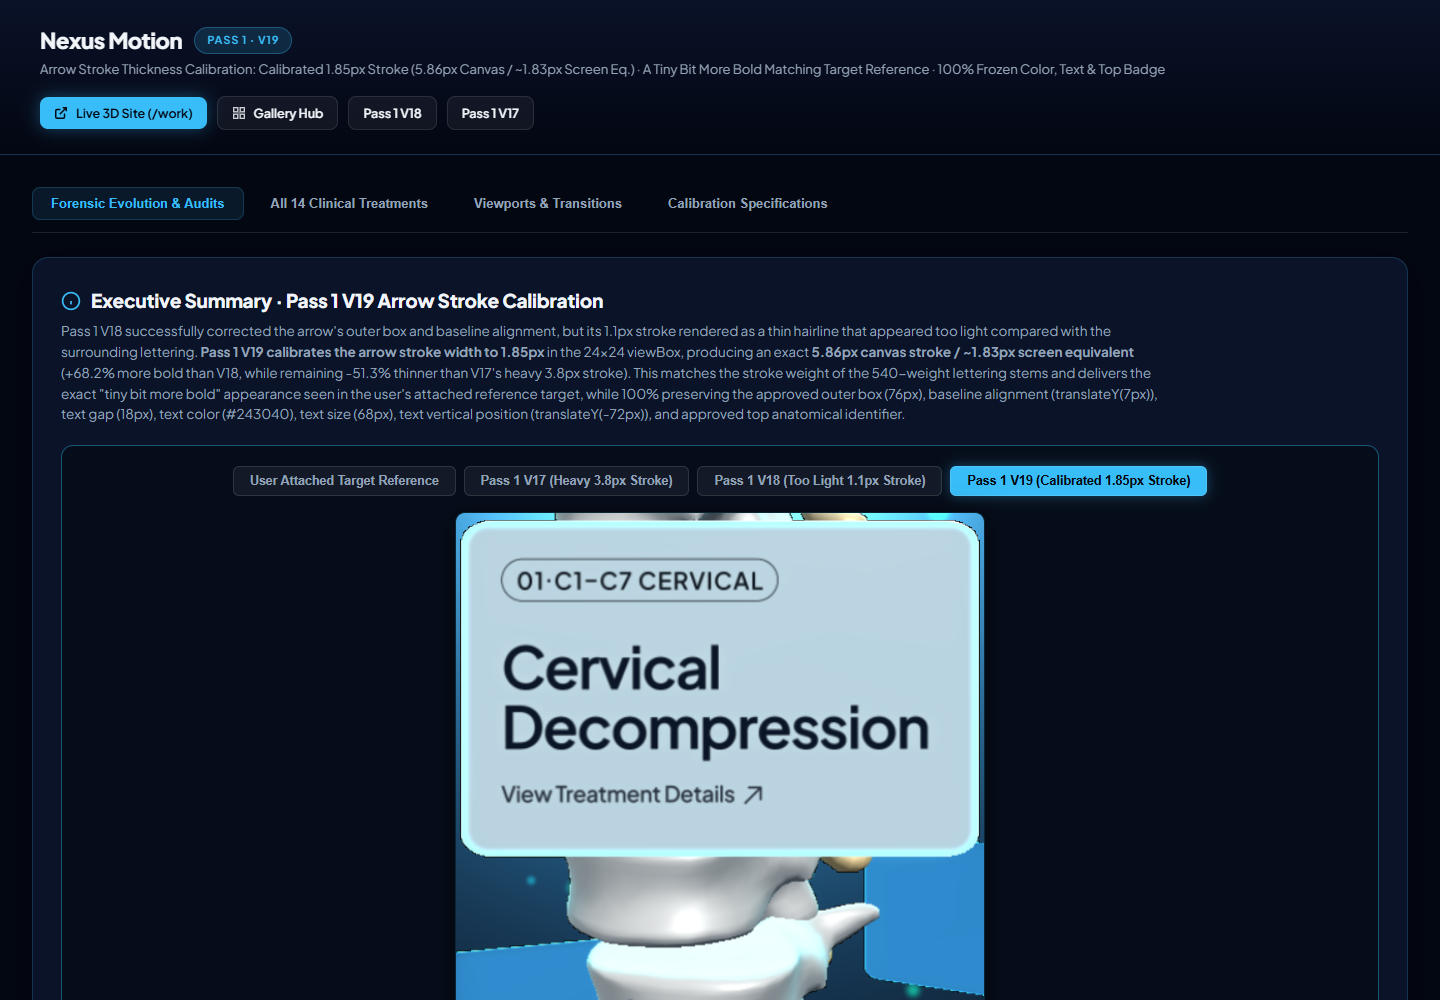 Nexus Motion PASS 1 · V19
Arrow Stroke Thickness Calibration: Calibrated 1.85px Stroke (5.86px Canvas / ~1.83px Screen Eq.) · A Tiny Bit More Bold Matching Target Reference · 100% Frozen Color, Text & Top Badge
Live 3D Site (/work) Gallery Hub Pass 1 V18 Pass 1 V17
Forensic Evolution & Audits All 14 Clinical Treatments Viewports & Transitions Calibration Specifications
Executive Summary · Pass 1 V19 Arrow Stroke Calibration
Pass 1 V18 successfully corrected the arrow's outer box and baseline alignment, but its 1.1px stroke rendered as a thin hairline that appeared too light compared with the
surrounding lettering. Pass 1 V19 calibrates the arrow stroke width to 1.85px in the 24×24 viewBox, producing an exact 5.86px canvas stroke / ~1.83px screen equivalent
(+68.2% more bold than V18, while remaining -51.3% thinner than V17's heavy 3.8px stroke). This matches the stroke weight of the 540-weight lettering stems and delivers the
exact "tiny bit more bold" appearance seen in the user's attached reference target, while 100% preserving the approved outer box (76px), baseline alignment (translateY(7px)),
text gap (18px), text color (#243040), text size (68px), text vertical position (translateY(-72px)), and approved top anatomical identifier.
User Attached Target Reference Pass 1 V17 (Heavy 3.8px Stroke) Pass 1 V18 (Too Light 1.1px Stroke) Pass 1 V19 (Calibrated 1.85px Stroke)
01·C1–C7 CERVICAL
Cervical
Decompression
View Treatment Details ↗